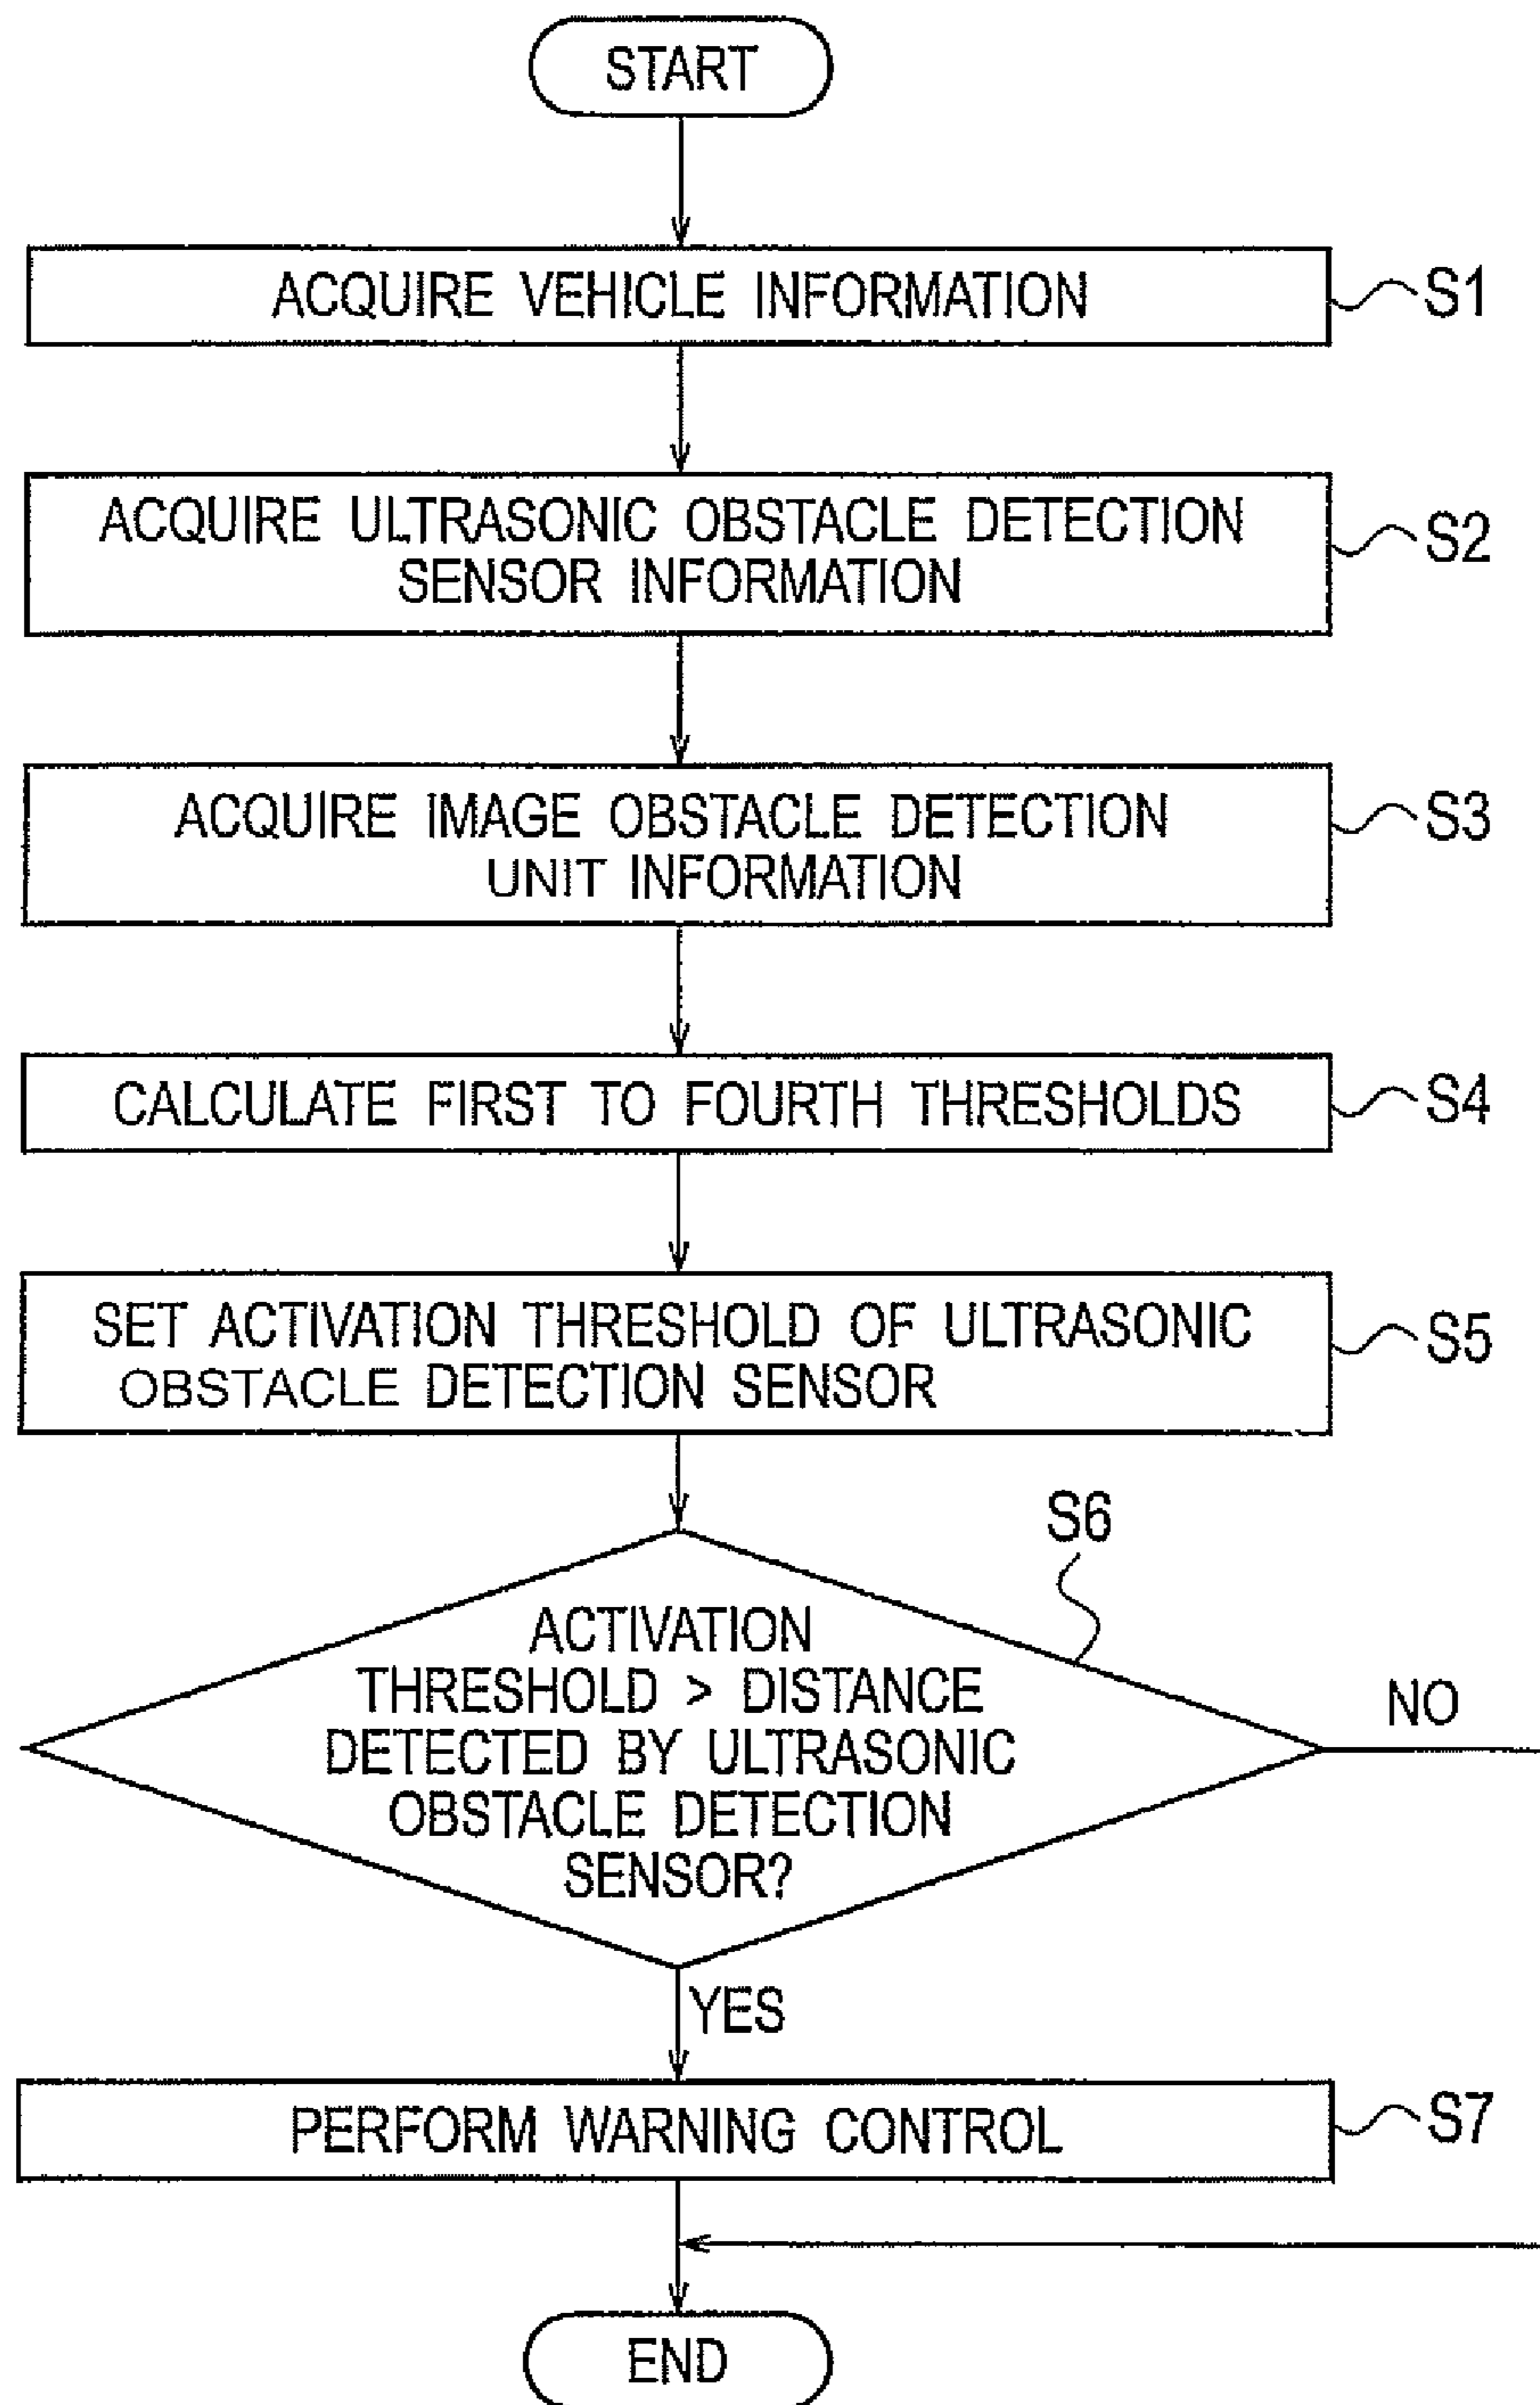 START
ACQUIRE VEHICLE INFORMATION
S1
ACQUIRE ULTRASONIC OBSTACLE DETECTION
SENSOR INFORMATION
S2
ACQUIRE IMAGE OBSTACLE DETECTION
UNIT INFORMATION
S3
CALCULATE FIRST TO FOURTH THRESHOLDS
S4
SET ACTIVATION THRESHOLD OF ULTRASONIC
OBSTACLE DETECTION SENSOR
S5
S6
ACTIVATION
THRESHOLD > DISTANCE
DETECTED BY ULTRASONIC
OBSTACLE DETECTION
SENSOR?
NO
YES
PERFORM WARNING CONTROL
S7
END